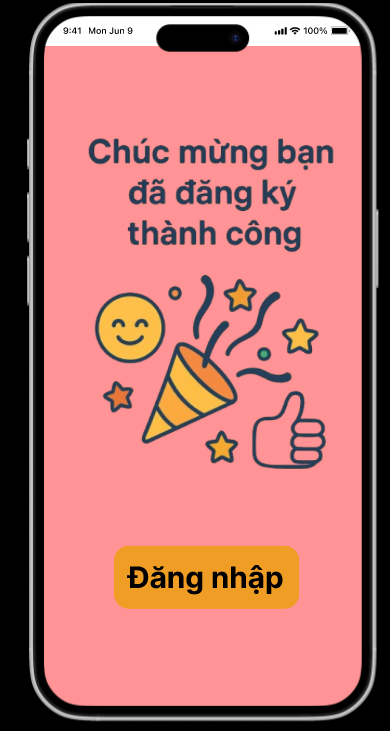 9:41 Mon Jun 9 100%
Chúc mừng bạn
đã đăng ký
thành công
Đăng nhập